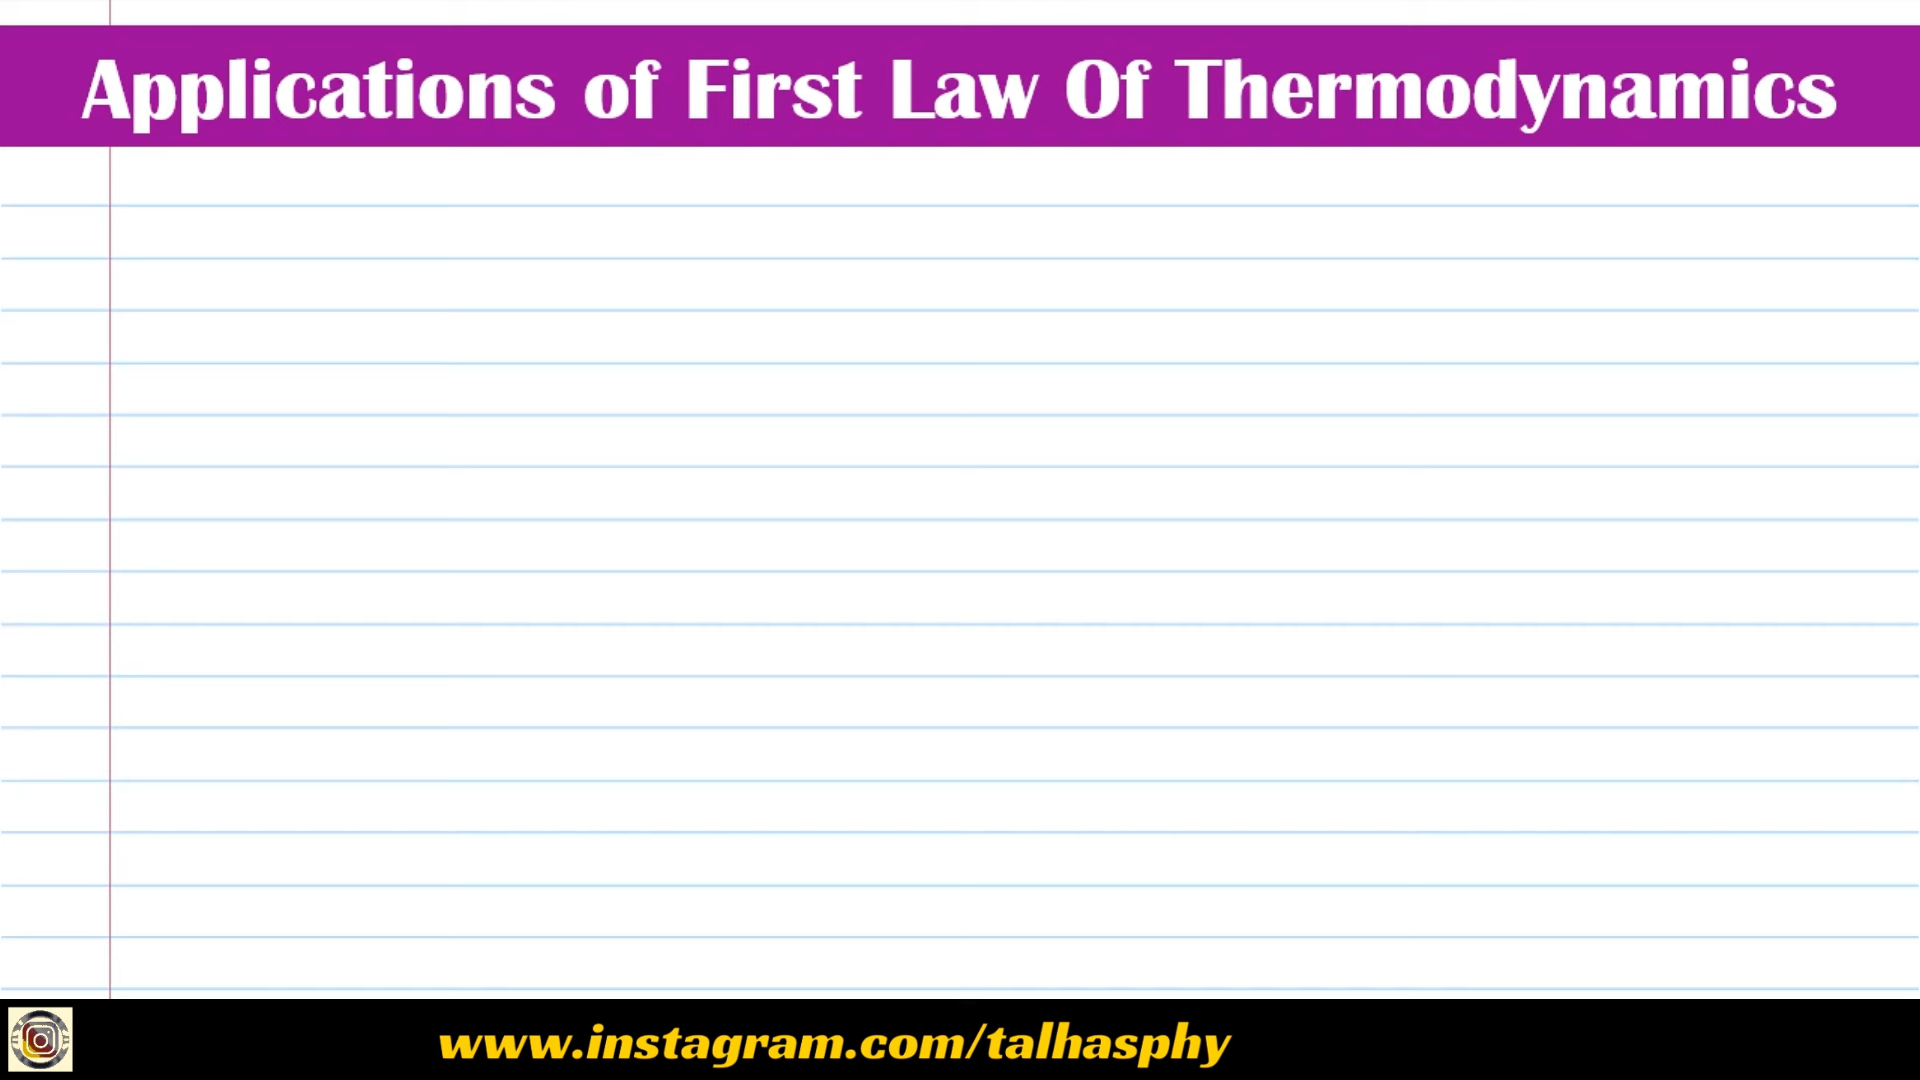 Applications of First Law Of Thermodynamics
www.instagram.com/talhasphy